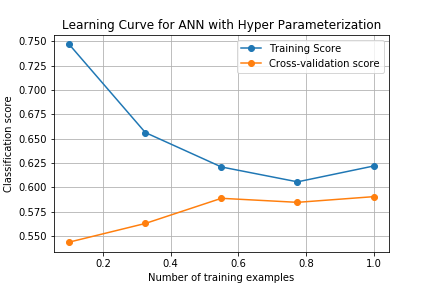 Learning Curve for ANN with Hyper Parameterization
Training Score
Cross-validation score
Classification score
0.750
0.725
0.700
0.675
0.650
0.625
0.600
0.575
0.550
0.2
0.4
0.6
0.8
1.0
Number of training examples